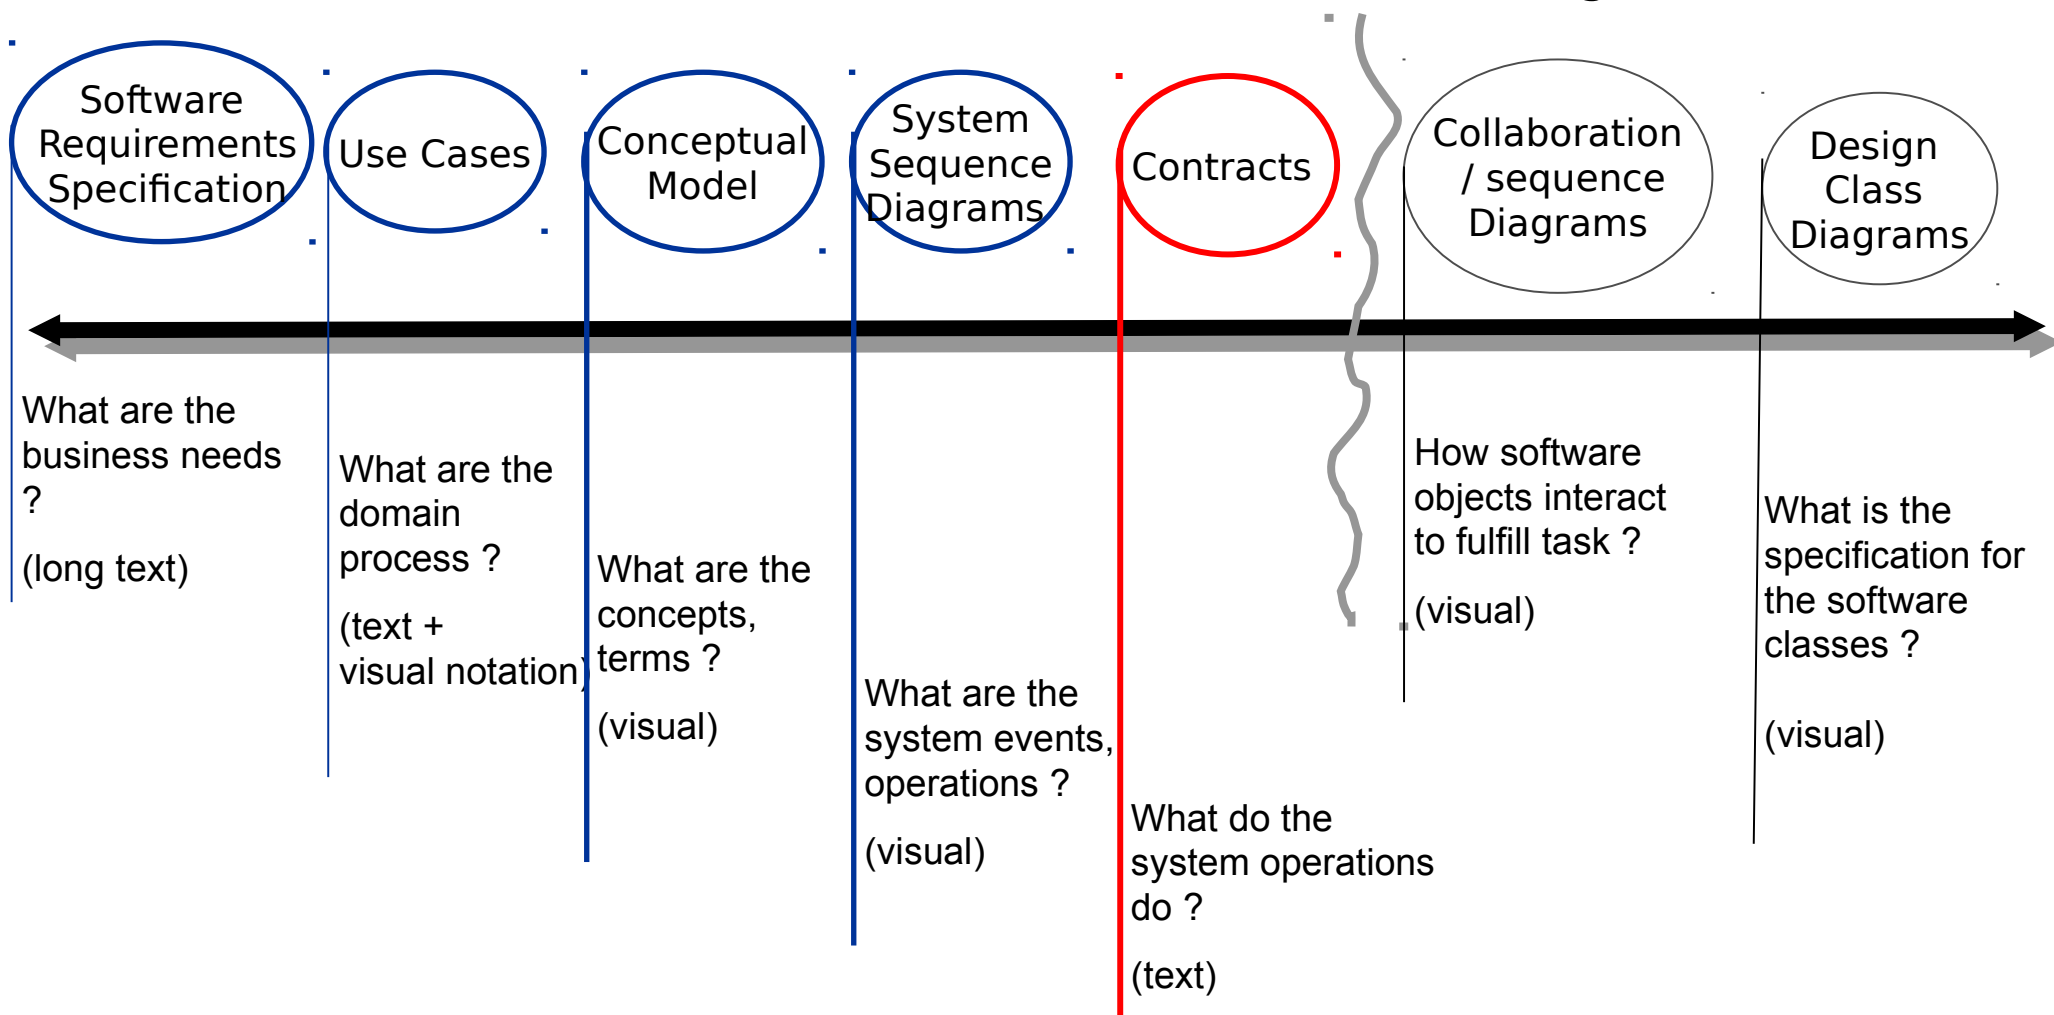 Software
Requirements
Specification
Use Cases
Conceptual
Model
System
Sequence
Diagrams
Contracts
Collaboration
/ sequence
Diagrams
Design
Class
Diagrams
What are the
business needs
?
(long text)
What are the
domain
process ?
(text +
visual notation)
What are the
concepts,
terms ?
(visual)
What are the
system events,
operations ?
(visual)
What do the
system operations
do ?
(text)
How software
objects interact
to fulfill task ?
(visual)
What is the
specification for
the software
classes ?
(visual)